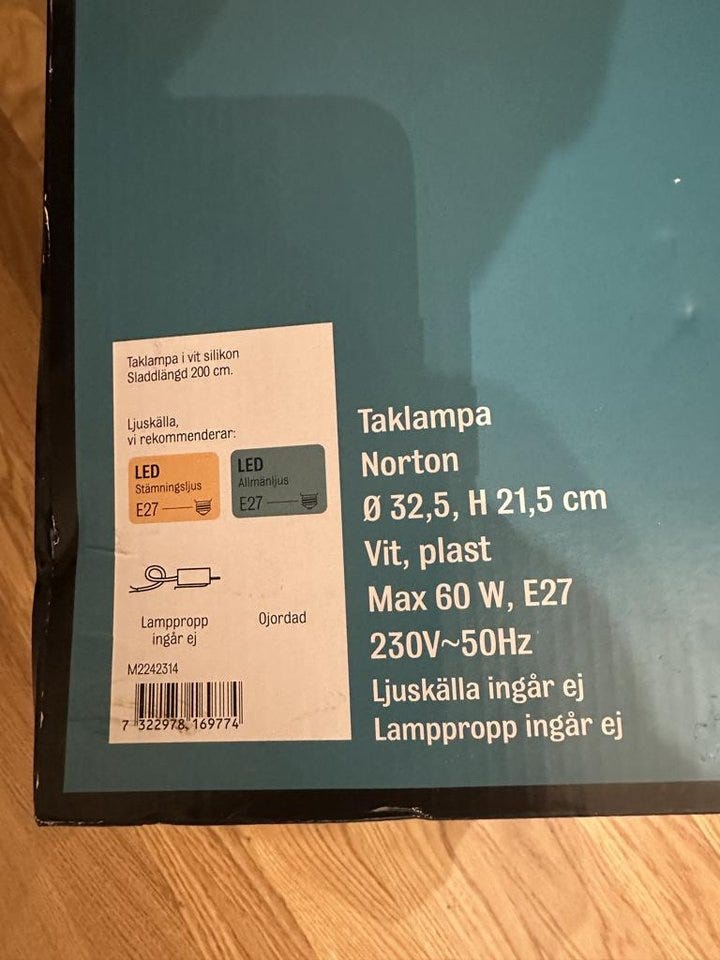 Taklampa i vit silikon
Sladdlängd 200 cm.
Ljuskälla,
vi rekommenderar:
LED
Stämningsljus
E27
LED
Allmänljus
E27
Lamppropp
ingår ej
Ojordad
M2242314
7 322978 169774
Taklampa
Norton
Ø 32,5, H 21,5 cm
Vit, plast
Max 60 W, E27
230V~50Hz
Ljuskälla ingår ej
Lamppropp ingår ej